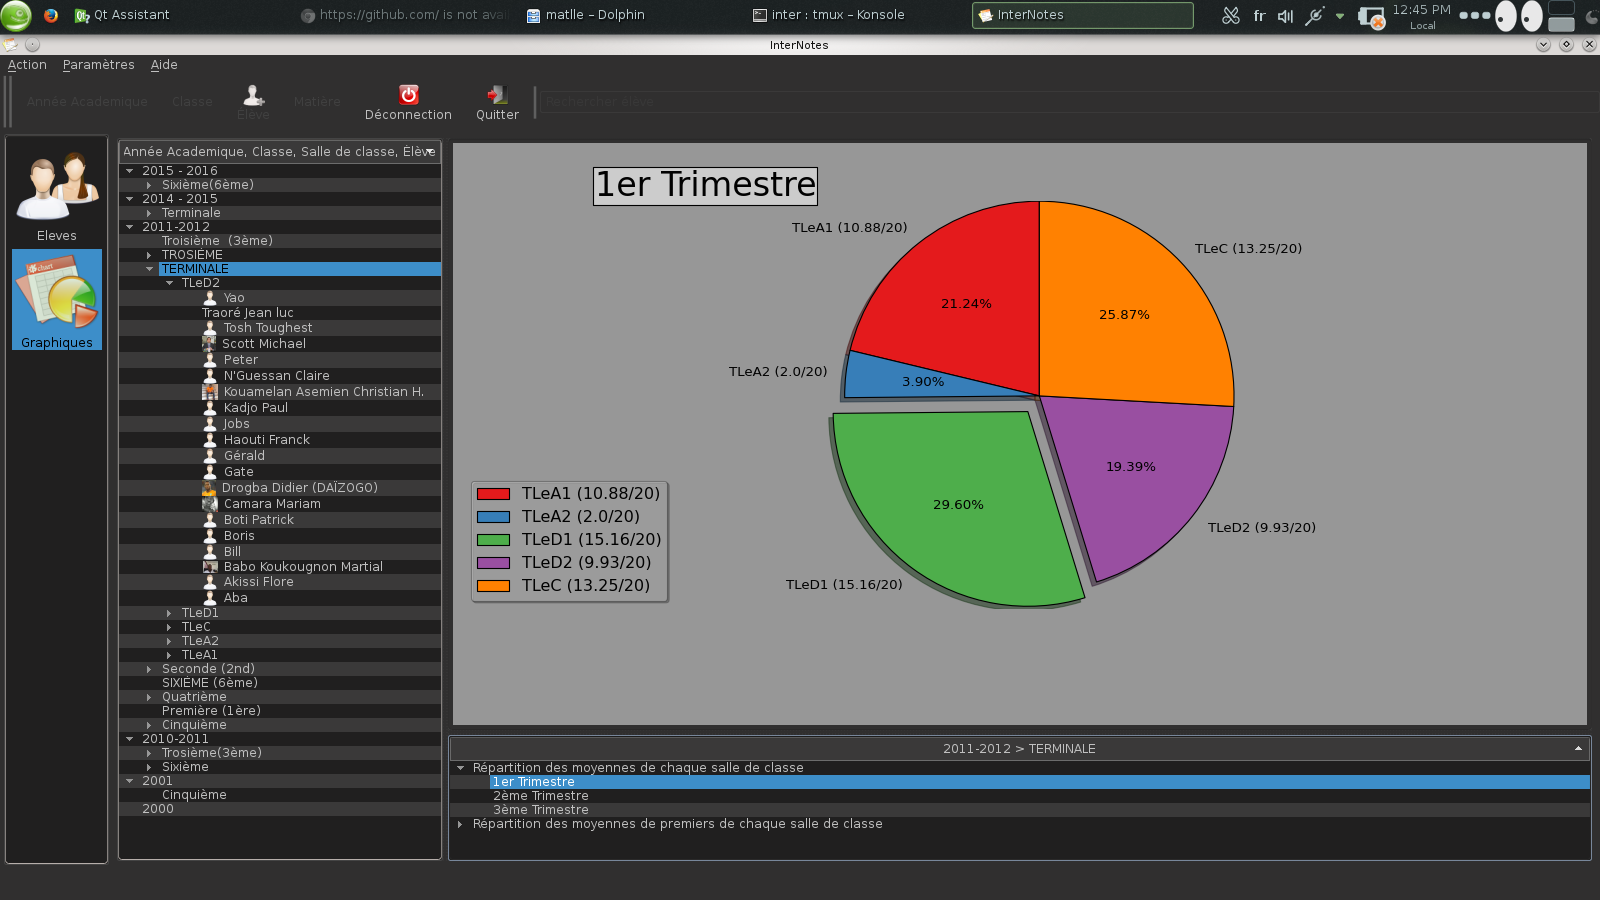 Qt Assistant
https://github.com/ is not avai
matlle – Dolphin
inter : tmux – Konsole
InterNotes
fr
12:45 PM
Local
InterNotes
Action Paramètres Aide
Année Academique Classe Elève Matière Déconnection Quitter Rechercher élève
Eleves
Graphiques
Année Academique, Classe, Salle de classe, Élève
2015 - 2016
Sixième(6ème)
2014 - 2015
Terminale
2011-2012
Troisième  (3ème)
TROSIÈME
TERMINALE
TLeD2
Yao
Traoré Jean luc
Tosh Toughest
Scott Michael
Peter
N'Guessan Claire
Kouamelan Asemien Christian H.
Kadjo Paul
Jobs
Haouti Franck
Gérald
Gate
Drogba Didier (DAÏZOGO)
Camara Mariam
Boti Patrick
Boris
Bill
Babo Koukougnon Martial
Akissi Flore
Aba
TLeD1
TLeC
TLeA2
TLeA1
Seconde (2nd)
SIXIÈME (6ème)
Quatrième
Première (1ère)
Cinquième
2010-2011
Trosième(3ème)
Sixième
2001
Cinquième
2000
1er Trimestre
TLeA1 (10.88/20)
TLeC (13.25/20)
21.24%
25.87%
TLeA2 (2.0/20)
3.90%
19.39%
29.60%
TLeD2 (9.93/20)
TLeD1 (15.16/20)
TLeA1 (10.88/20)
TLeA2 (2.0/20)
TLeD1 (15.16/20)
TLeD2 (9.93/20)
TLeC (13.25/20)
2011-2012 > TERMINALE
Répartition des moyennes de chaque salle de classe
1er Trimestre
2ème Trimestre
3ème Trimestre
Répartition des moyennes de premiers de chaque salle de classe